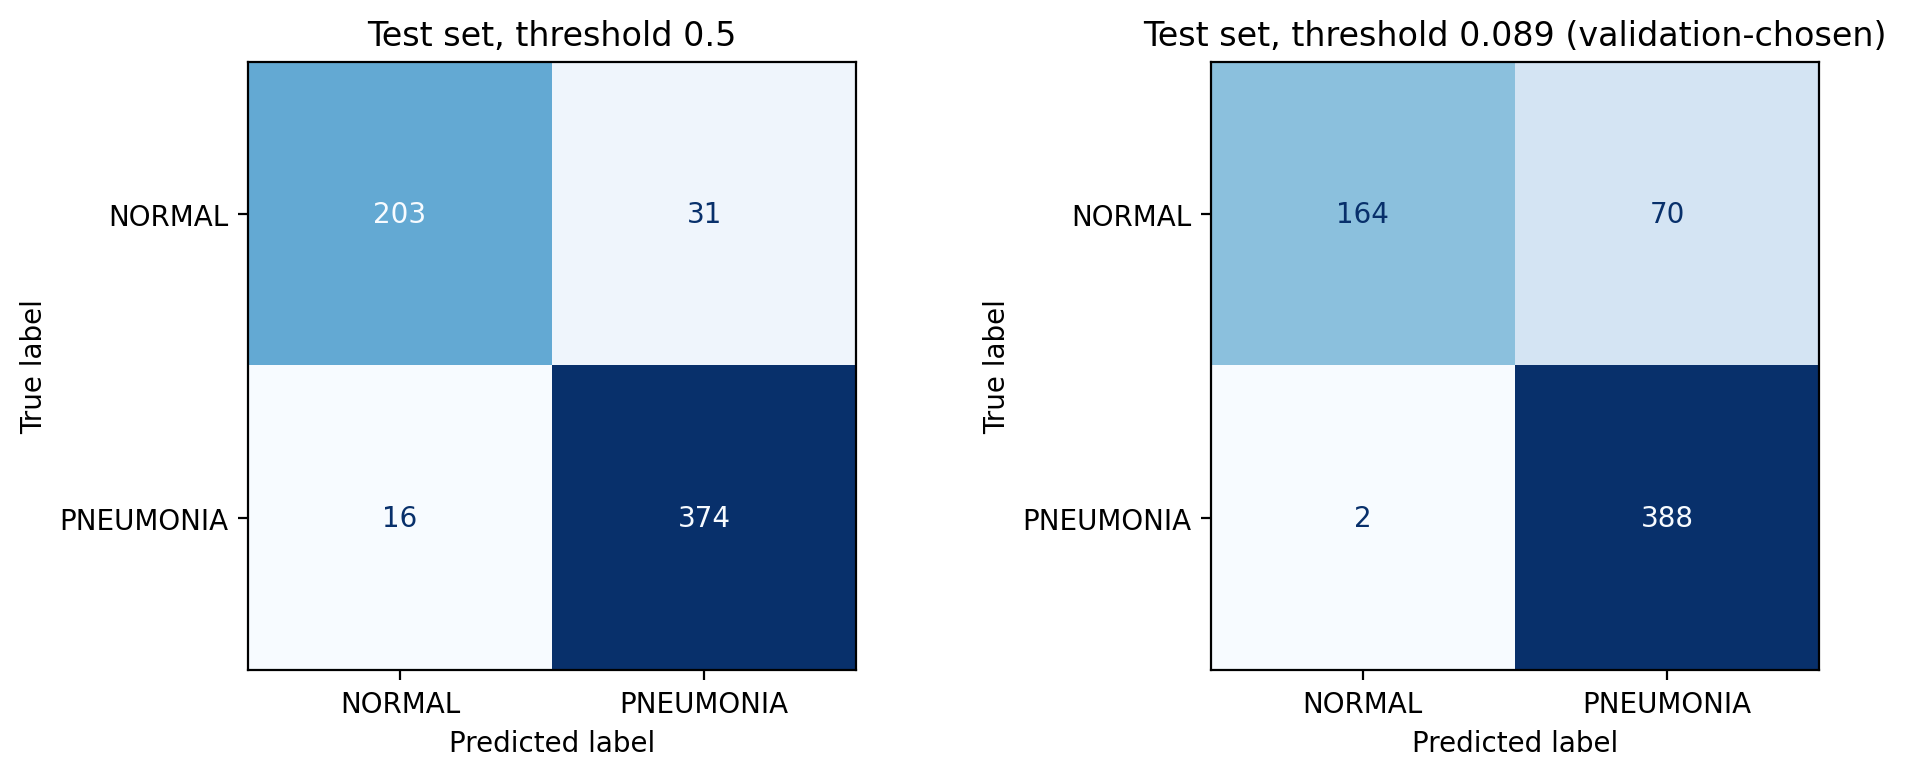 Test set, threshold 0.5
NORMAL
203
31
True label
PNEUMONIA
16
374
NORMAL
PNEUMONIA
Predicted label
Test set, threshold 0.089 (validation-chosen)
NORMAL
164
70
True label
PNEUMONIA
2
388
NORMAL
PNEUMONIA
Predicted label